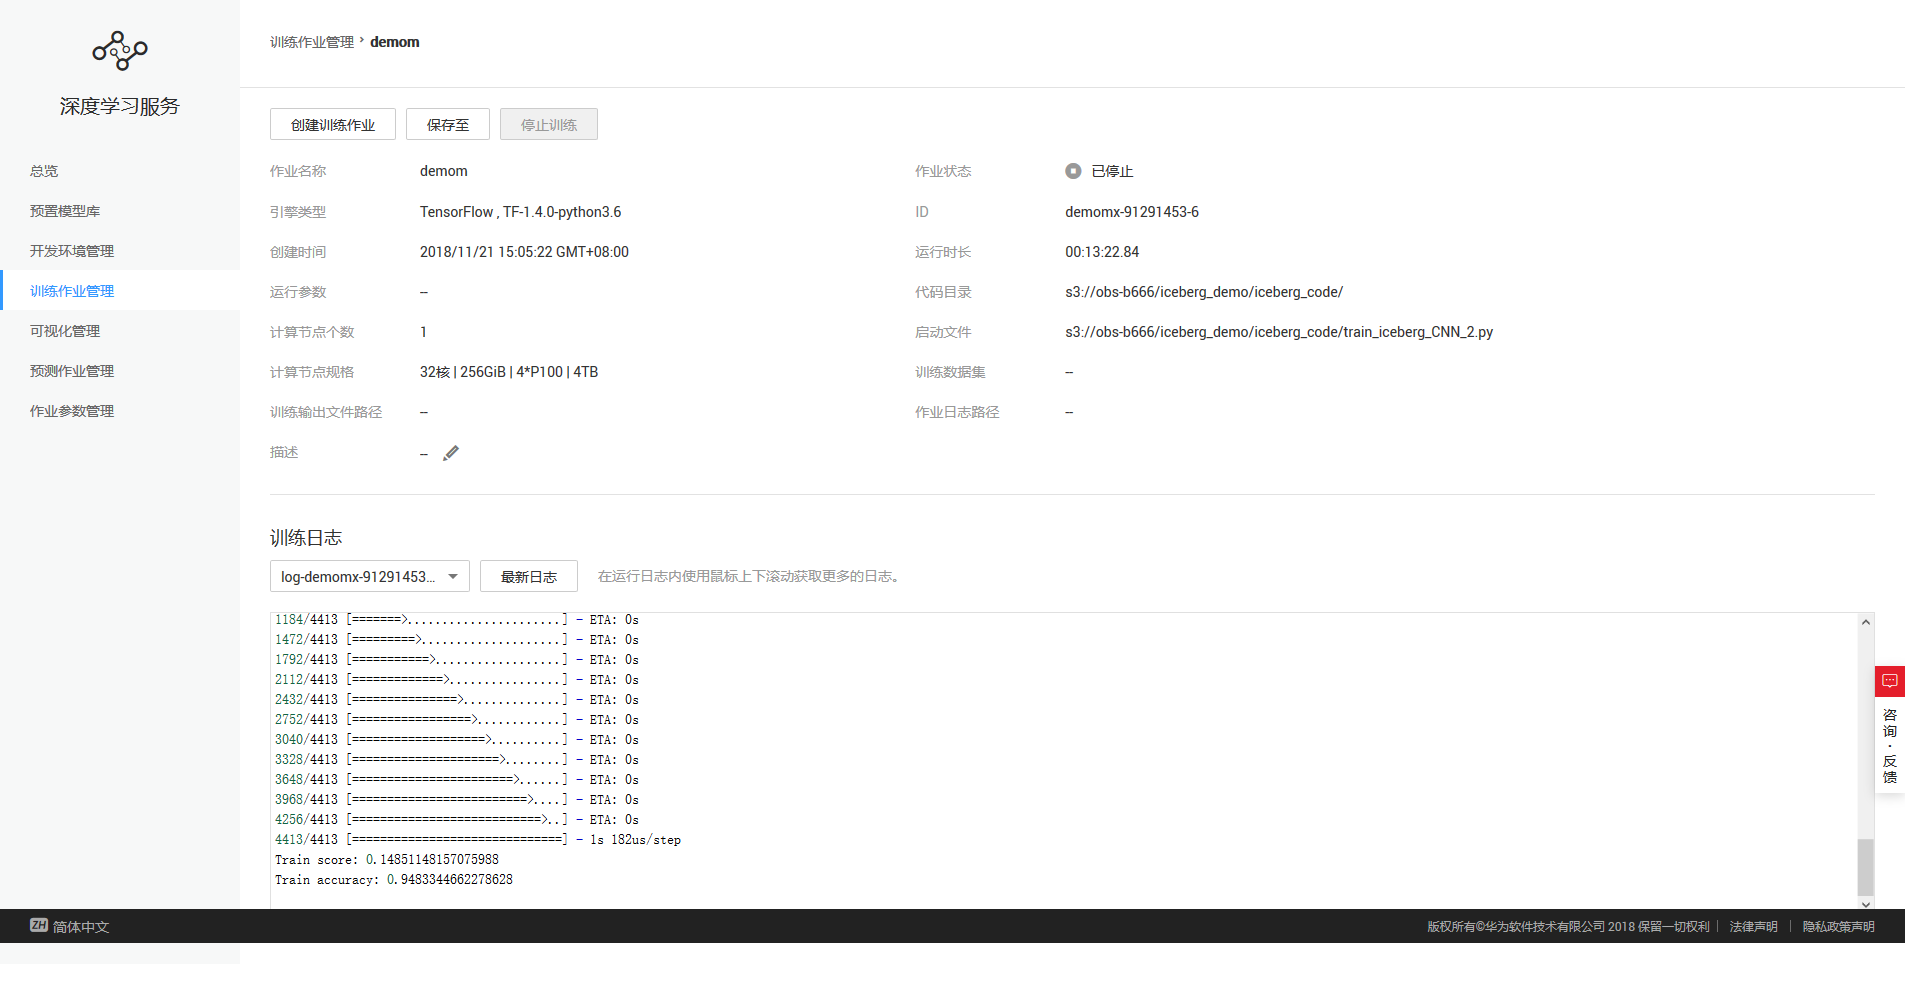 深度学习服务
总览
预置模型库
开发环境管理
训练作业管理
可视化管理
预测作业管理
作业参数管理
训练作业管理 › demom
创建训练作业 保存至 停止训练
作业名称 demom 作业状态 已停止
引擎类型 TensorFlow , TF-1.4.0-python3.6 ID demomx-91291453-6
创建时间 2018/11/21 15:05:22 GMT+08:00 运行时长 00:13:22.84
运行参数 -- 代码目录 s3://obs-b666/iceberg_demo/iceberg_code/
计算节点个数 1 启动文件 s3://obs-b666/iceberg_demo/iceberg_code/train_iceberg_CNN_2.py
计算节点规格 32核 | 256GiB | 4*P100 | 4TB 训练数据集 --
训练输出文件路径 -- 作业日志路径 --
描述 --
训练日志
log-demomx-91291453... 最新日志 在运行日志内使用鼠标上下滚动获取更多的日志。
1184/4413 [=======>......................] - ETA: 0s
1472/4413 [=========>....................] - ETA: 0s
1792/4413 [===========>..................] - ETA: 0s
2112/4413 [=============>................] - ETA: 0s
2432/4413 [===============>..............] - ETA: 0s
2752/4413 [=================>............] - ETA: 0s
3040/4413 [===================>..........] - ETA: 0s
3328/4413 [=====================>........] - ETA: 0s
3648/4413 [=======================>......] - ETA: 0s
3968/4413 [=========================>....] - ETA: 0s
4256/4413 [===========================>..] - ETA: 0s
4413/4413 [==============================] - 1s 182us/step
Train score: 0.14851148157075988
Train accuracy: 0.9483344662278628
咨询·反馈
ZH 简体中文
版权所有©华为软件技术有限公司 2018 保留一切权利 | 法律声明 | 隐私政策声明